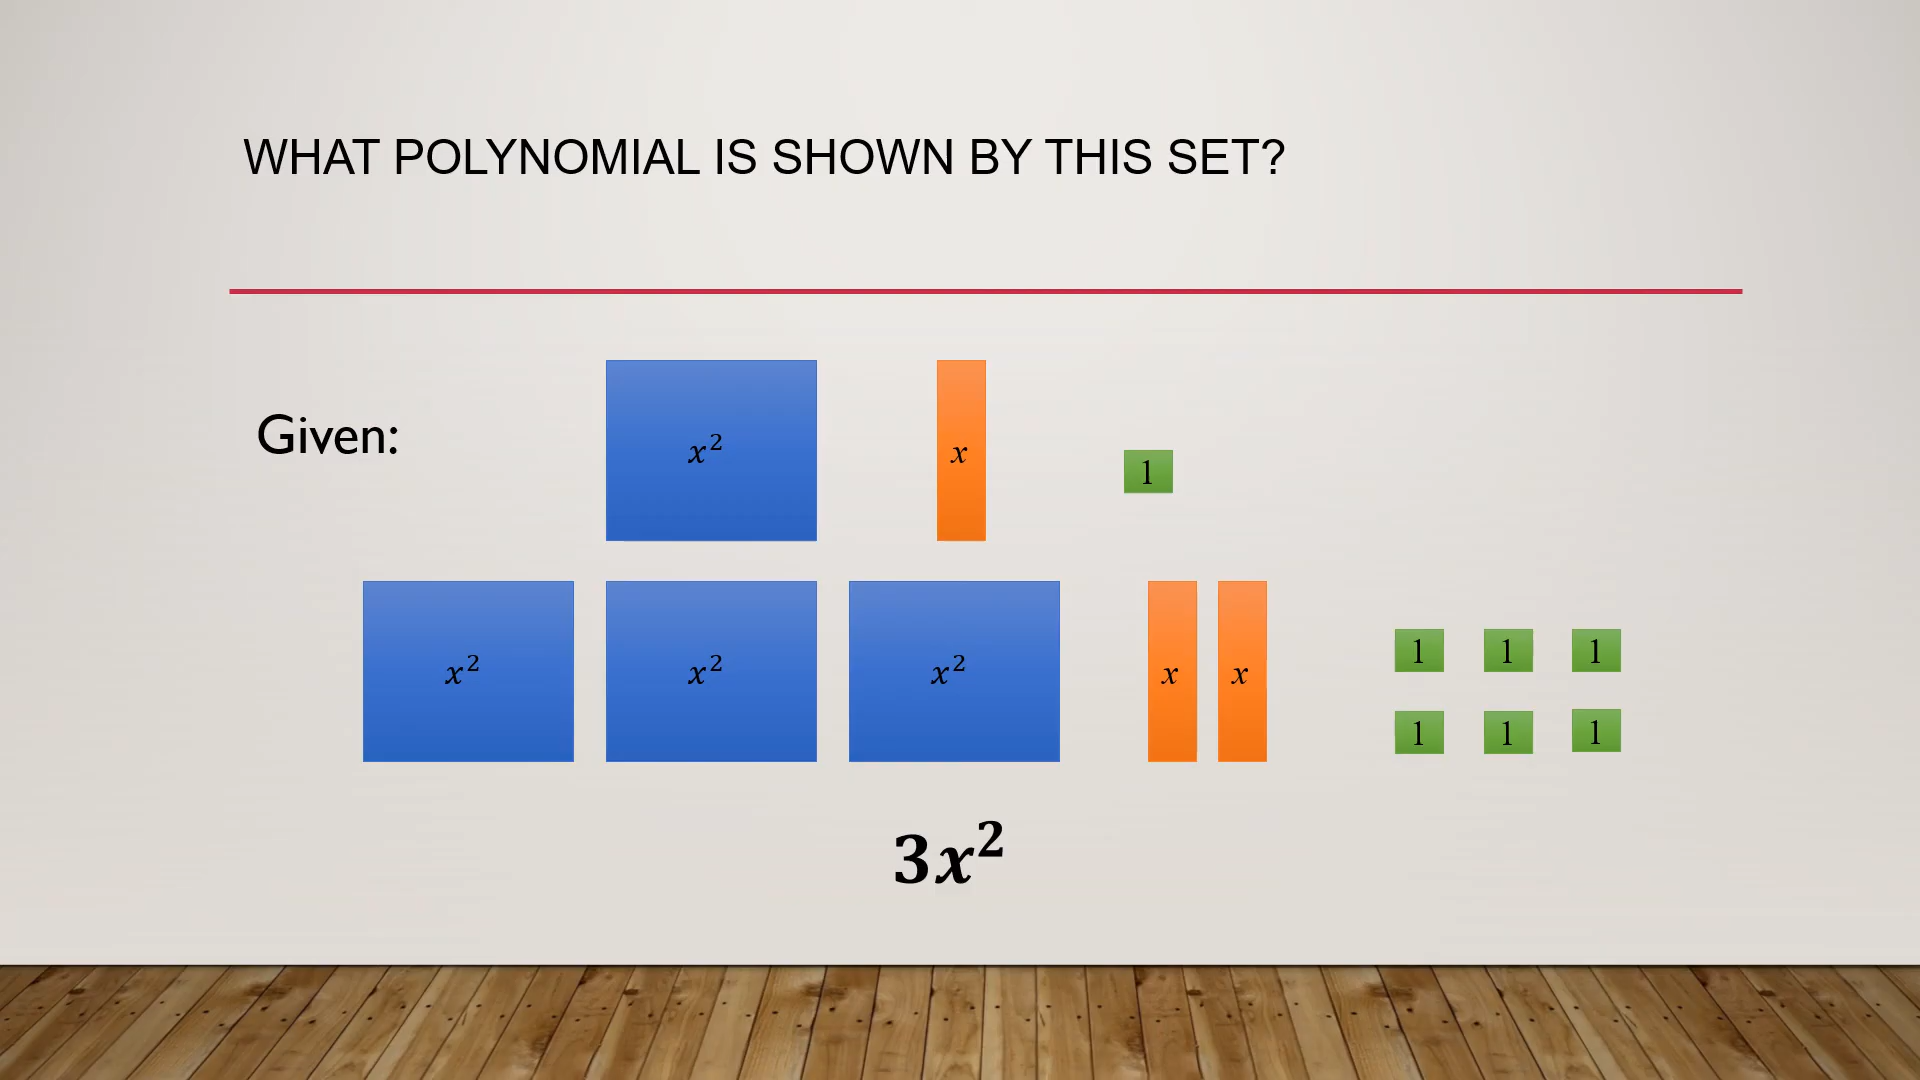 WHAT POLYNOMIAL IS SHOWN BY THIS SET?
Given:
x² x 1
x² x² x² x x 1 1 1
1 1 1
3x²